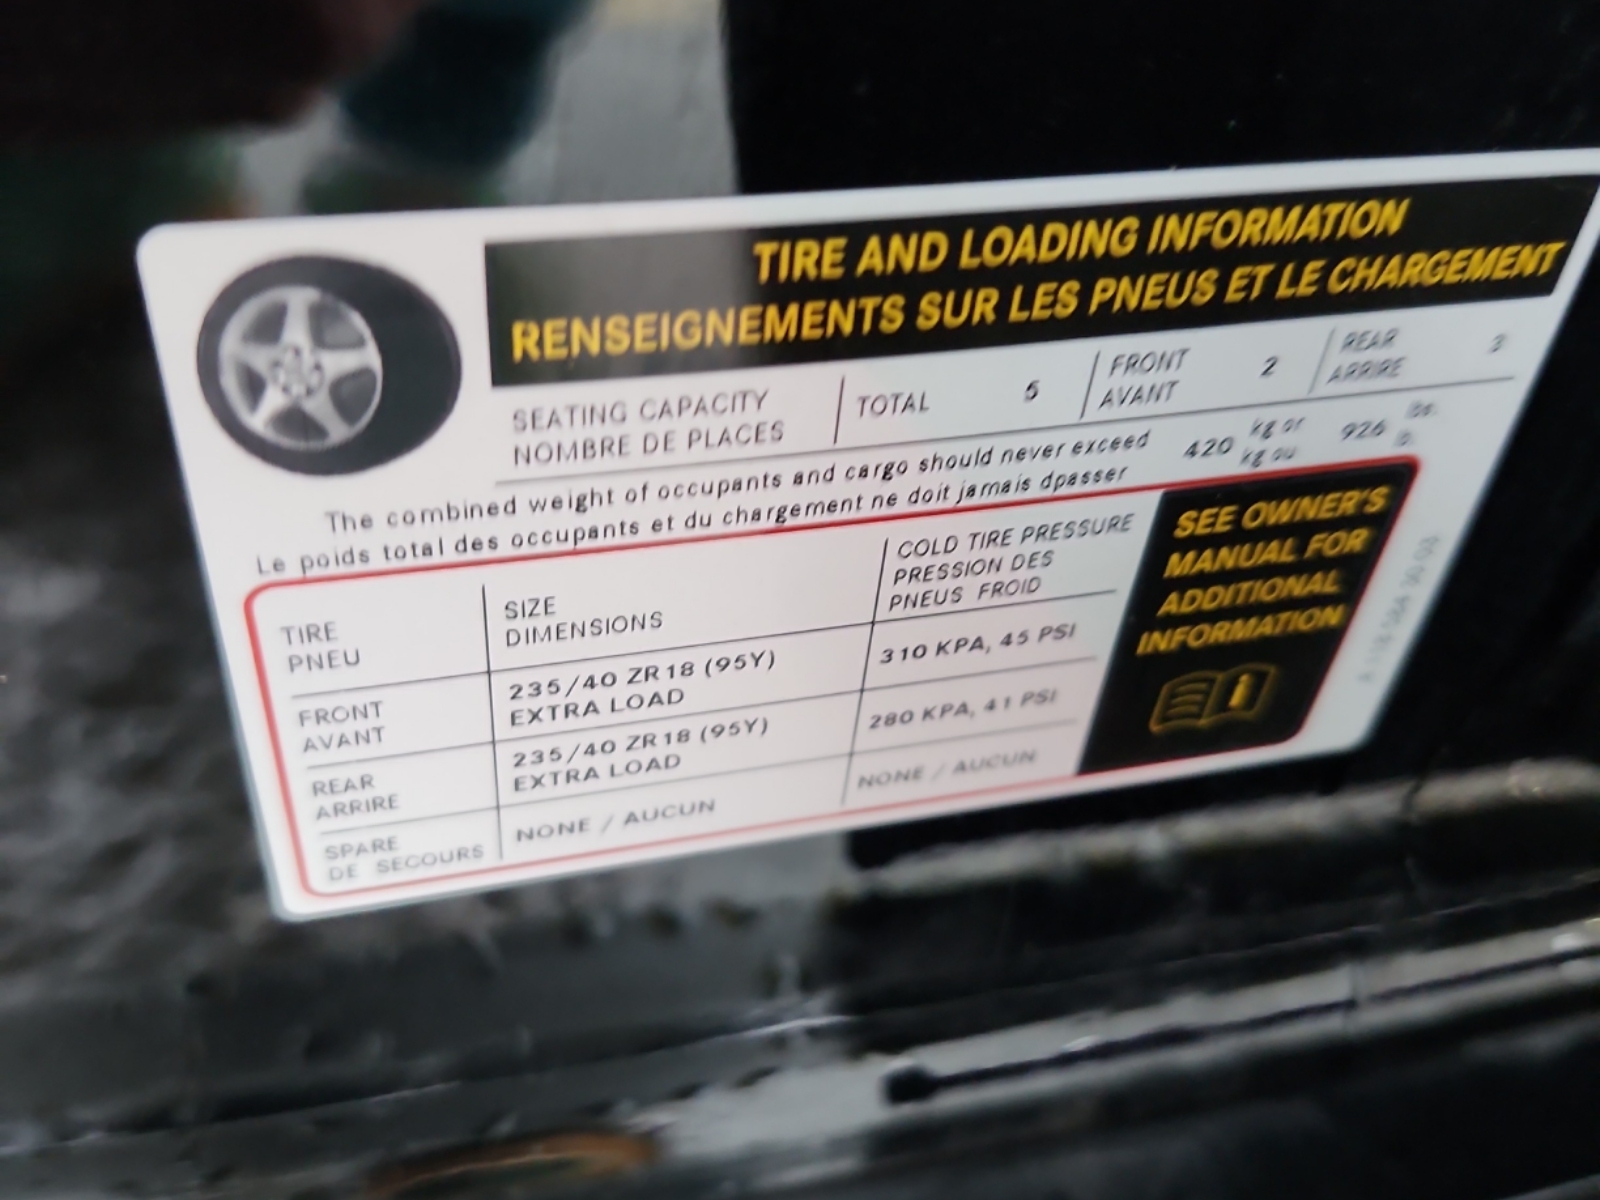 TIRE AND LOADING INFORMATION
RENSEIGNEMENTS SUR LES PNEUS ET LE CHARGEMENT
SEATING CAPACITY
NOMBRE DE PLACES
TOTAL 5
FRONT
AVANT
2
REAR
ARRIRE
3
The combined weight of occupants and cargo should never exceed
Le poids total des occupants et du chargement ne doit jamais dpasser
420
kg or
kg ou
926
lbs.
lb.
TIRE
PNEU
SIZE
DIMENSIONS
COLD TIRE PRESSURE
PRESSION DES
PNEUS FROID
FRONT
AVANT
235/40 ZR18 (95Y)
EXTRA LOAD
310 KPA, 45 PSI
REAR
ARRIRE
235/40 ZR18 (95Y)
EXTRA LOAD
280 KPA, 41 PSI
SPARE
DE SECOURS
NONE / AUCUN
NONE / AUCUN
SEE OWNER'S
MANUAL FOR
ADDITIONAL
INFORMATION